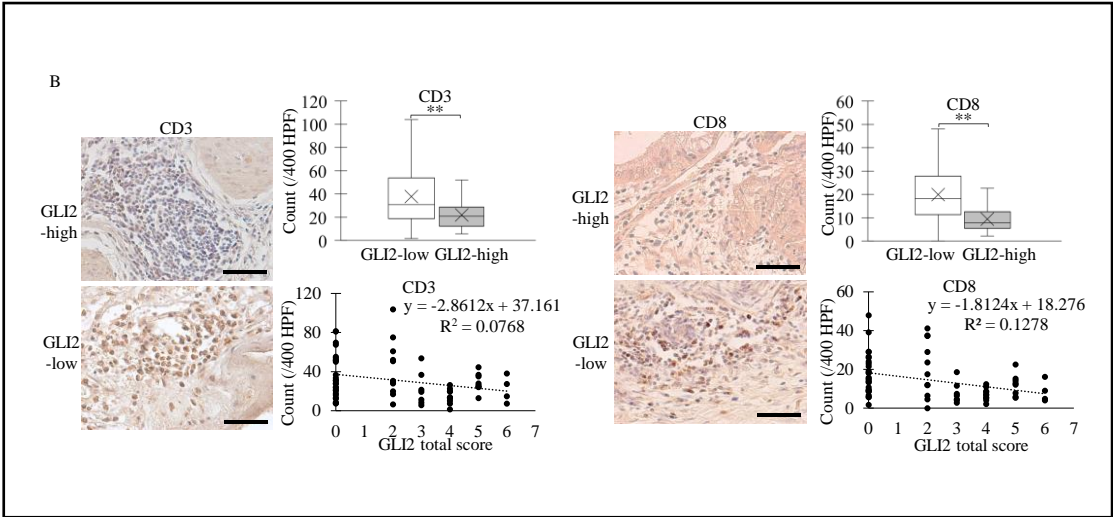 B
CD3
GLI2
-high
GLI2
-low
CD3
**
Count (/400 HPF)
120
100
80
60
40
20
0
GLI2-low GLI2-high
CD3
y = -2.8612x + 37.161
R² = 0.0768
Count (/400 HPF)
120
80
40
0
0 1 2 3 4 5 6 7
GLI2 total score
CD8
GLI2
-high
GLI2
-low
CD8
**
Count (/400 HPF)
60
50
40
30
20
10
0
GLI2-low GLI2-high
CD8
y = -1.8124x + 18.276
R² = 0.1278
Count (/400 HPF)
60
40
20
0
0 1 2 3 4 5 6 7
GLI2 total score